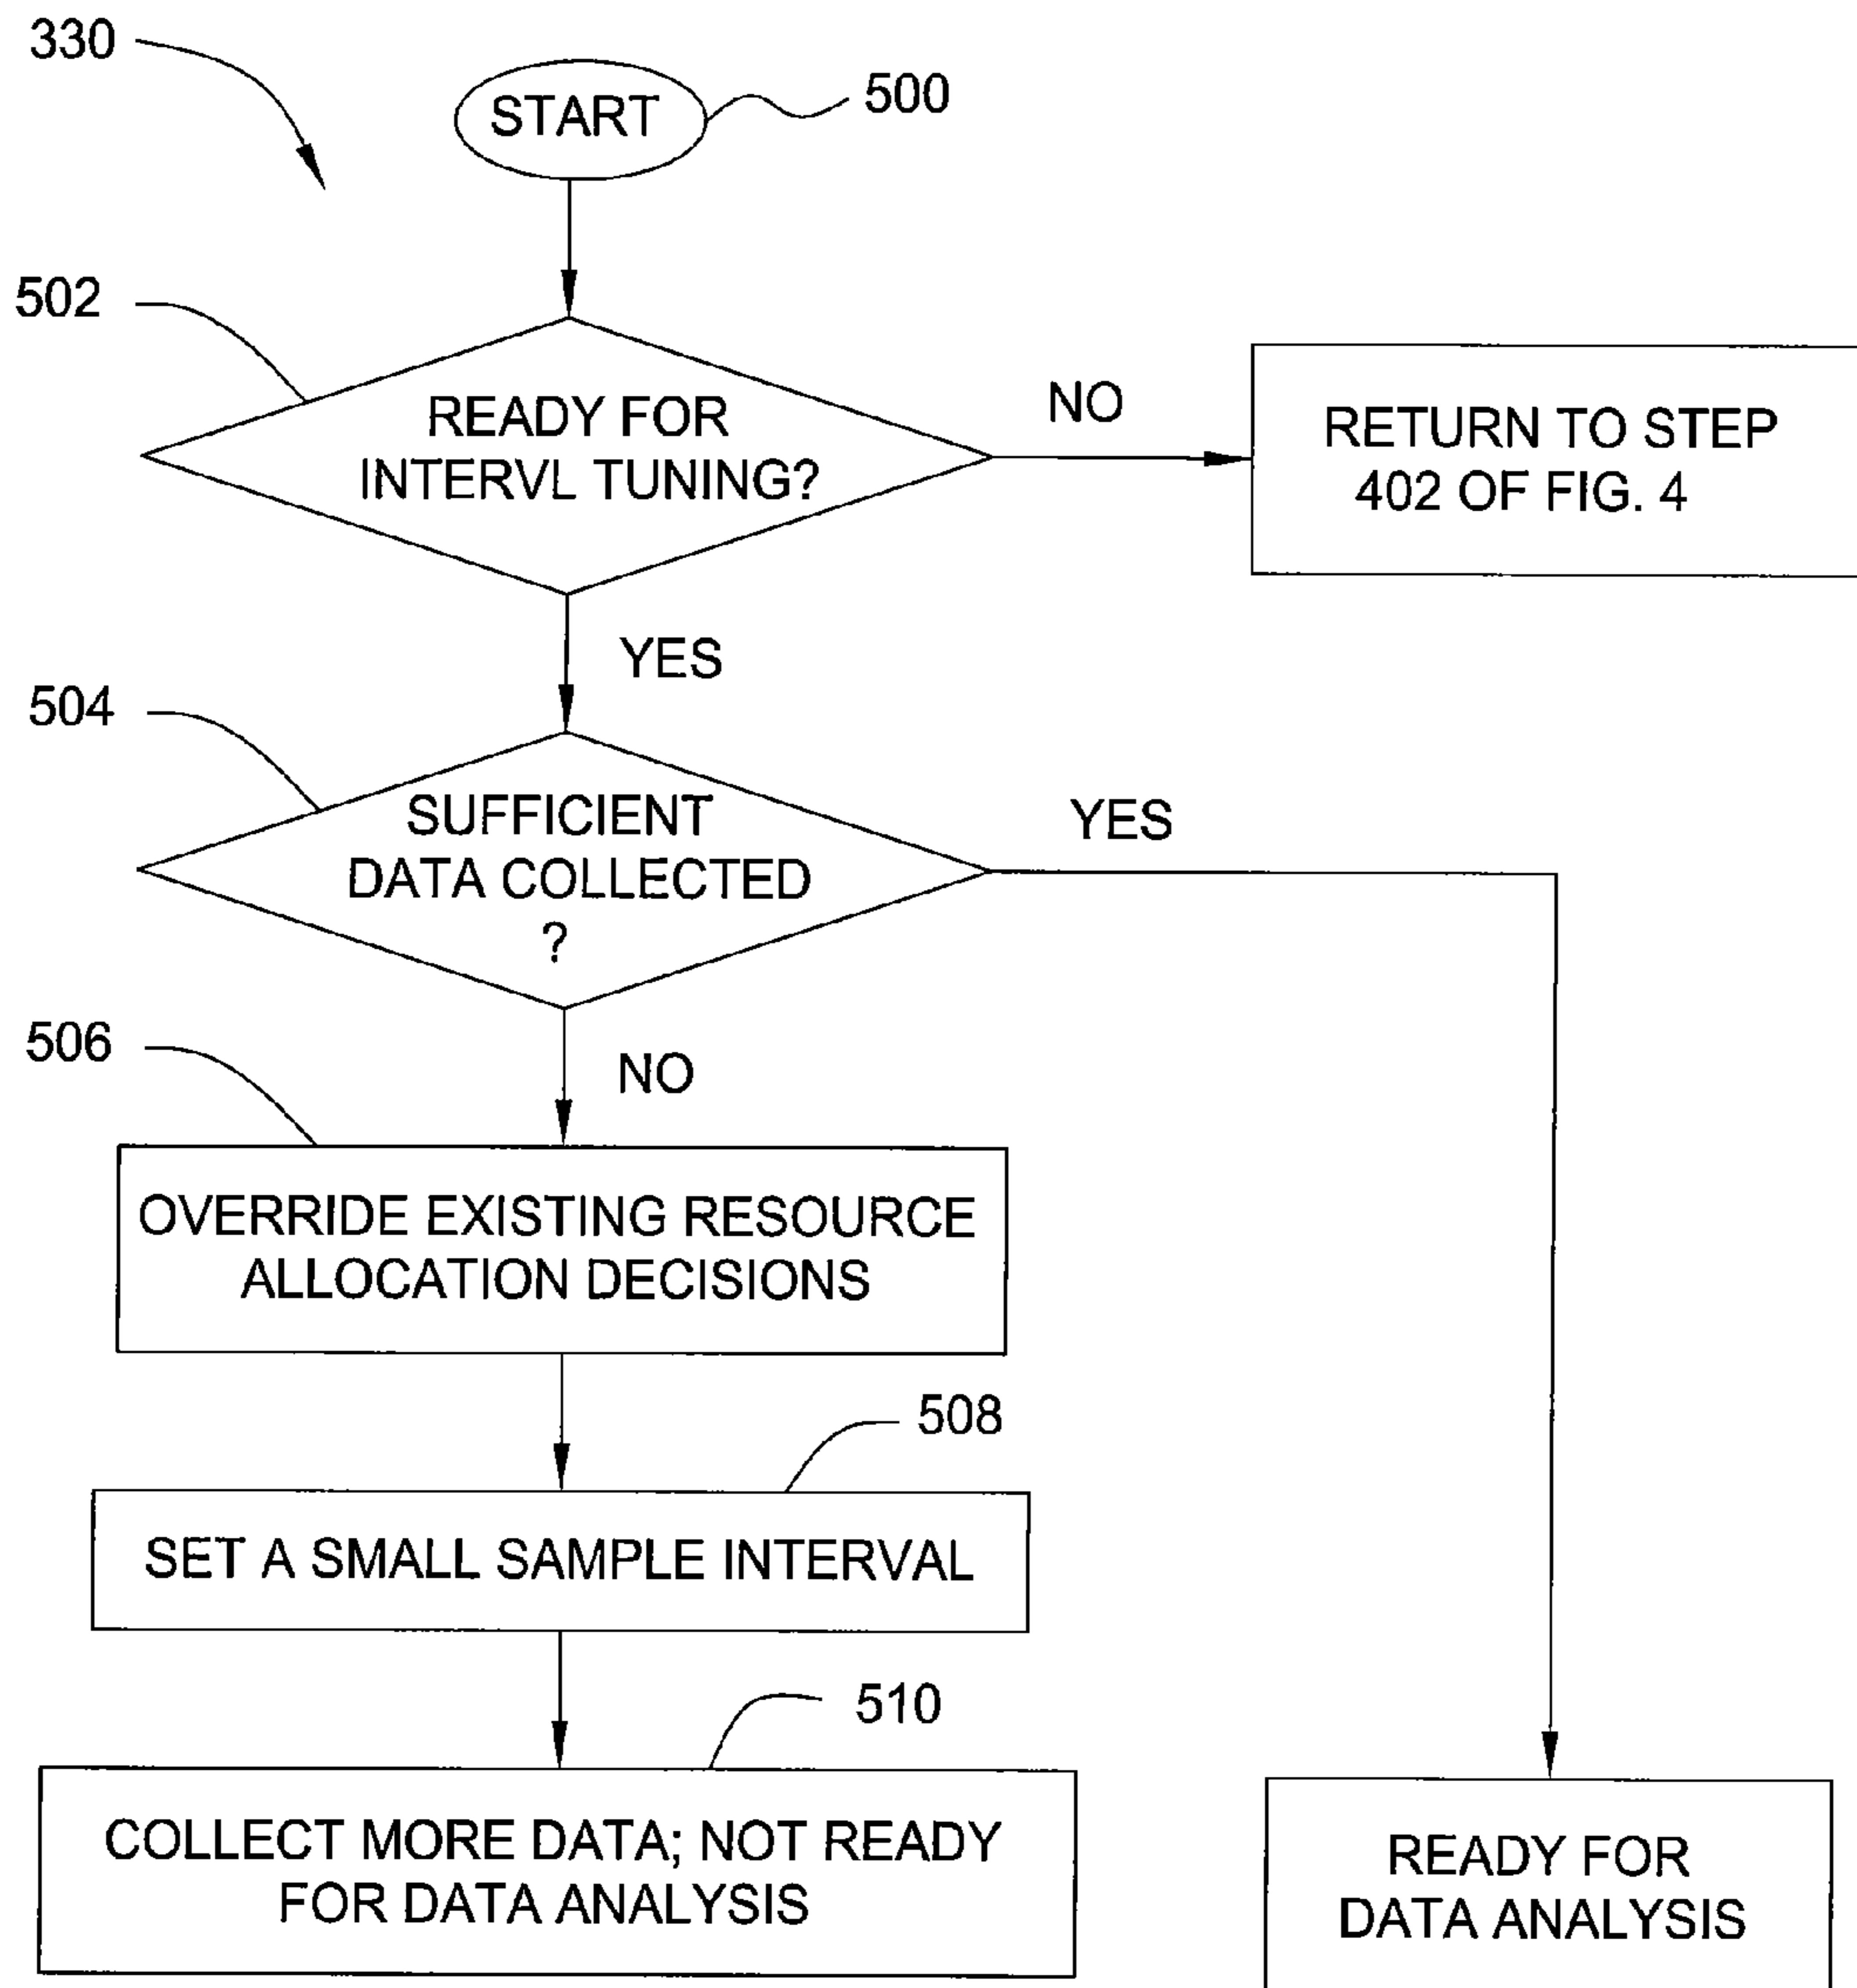 330
START
500
502
READY FOR
INTERVL TUNING?
NO
RETURN TO STEP
402 OF FIG. 4
YES
504
SUFFICIENT
DATA COLLECTED
?
YES
506
NO
OVERRIDE EXISTING RESOURCE
ALLOCATION DECISIONS
508
SET A SMALL SAMPLE INTERVAL
510
COLLECT MORE DATA; NOT READY
FOR DATA ANALYSIS
READY FOR
DATA ANALYSIS